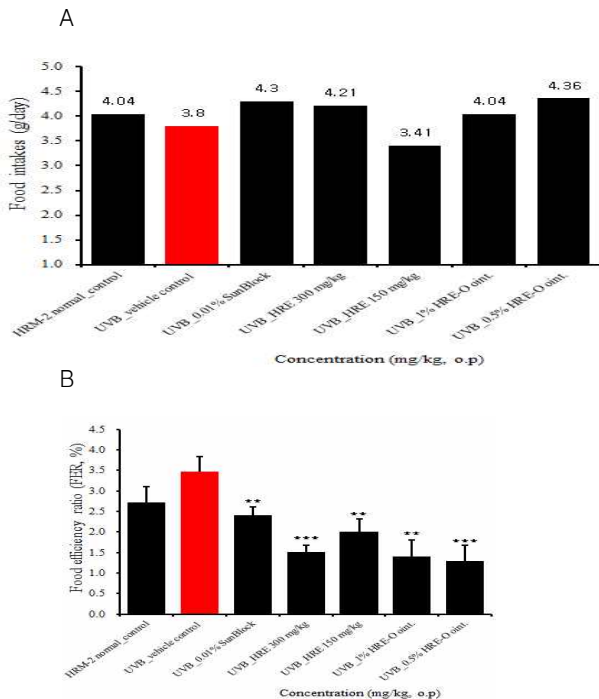 A
Food intakes (g/day)
5.0
4.5
4.0
3.5
3.0
2.5
2.0
1.5
1.0
4.04
3.8
4.3
4.21
3.41
4.04
4.36
HRM-2 normal_control
UVB_vehicle control
UVB_0.01% SunBlock
UVB_HRE 300 mg/kg
UVB_HRE 150 mg/kg
UVB_1% HRE-O oint.
UVB_0.5% HRE-O oint.
Concentration (mg/kg, o.p)
B
Food efficiency ratio (FER, %)
4.5
4.0
3.5
3.0
2.5
2.0
1.5
1.0
0.5
0.0
**
***
**
**
***
HRM-2 normal_control
UVB_vehicle control
UVB_0.01% SunBlock
UVB_HRE 300 mg/kg
UVB_HRE 150 mg/kg
UVB_1% HRE-O oint.
UVB_0.5% HRE-O oint.
Concentration (mg/kg, o.p)